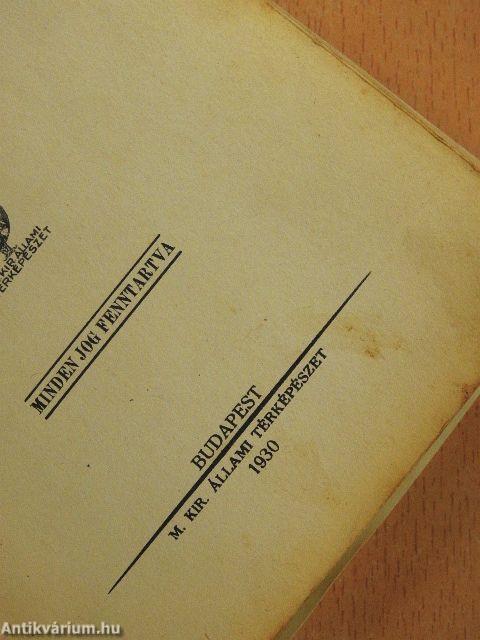 KIR. ÁLLAMI
TÉRKÉPÉSZET
MINDEN JOG FENNTARTVA
BUDAPEST
M. KIR. ÁLLAMI TÉRKÉPÉSZET
1930
Antikvárium.hu